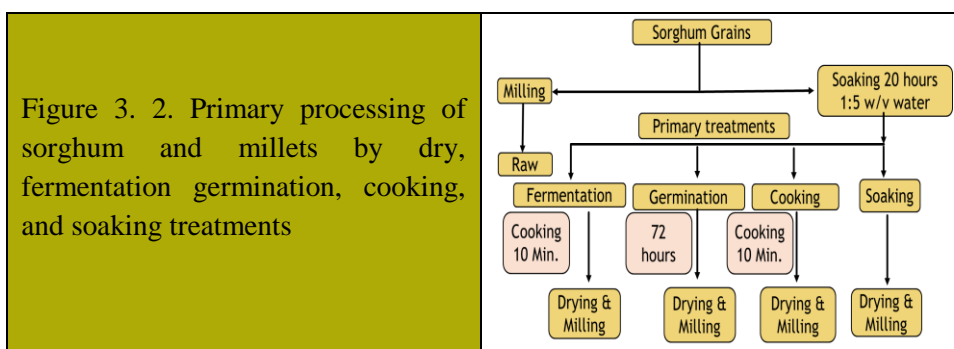 Figure 3. 2. Primary processing of
sorghum and millets by dry,
fermentation germination, cooking,
and soaking treatments
Sorghum Grains
Milling
Soaking 20 hours
1:5 w/v water
Primary treatments
Raw
Fermentation
Germination
Cooking
Soaking
Cooking
10 Min.
72
hours
Cooking
10 Min.
Drying &
Milling
Drying &
Milling
Drying &
Milling
Drying &
Milling